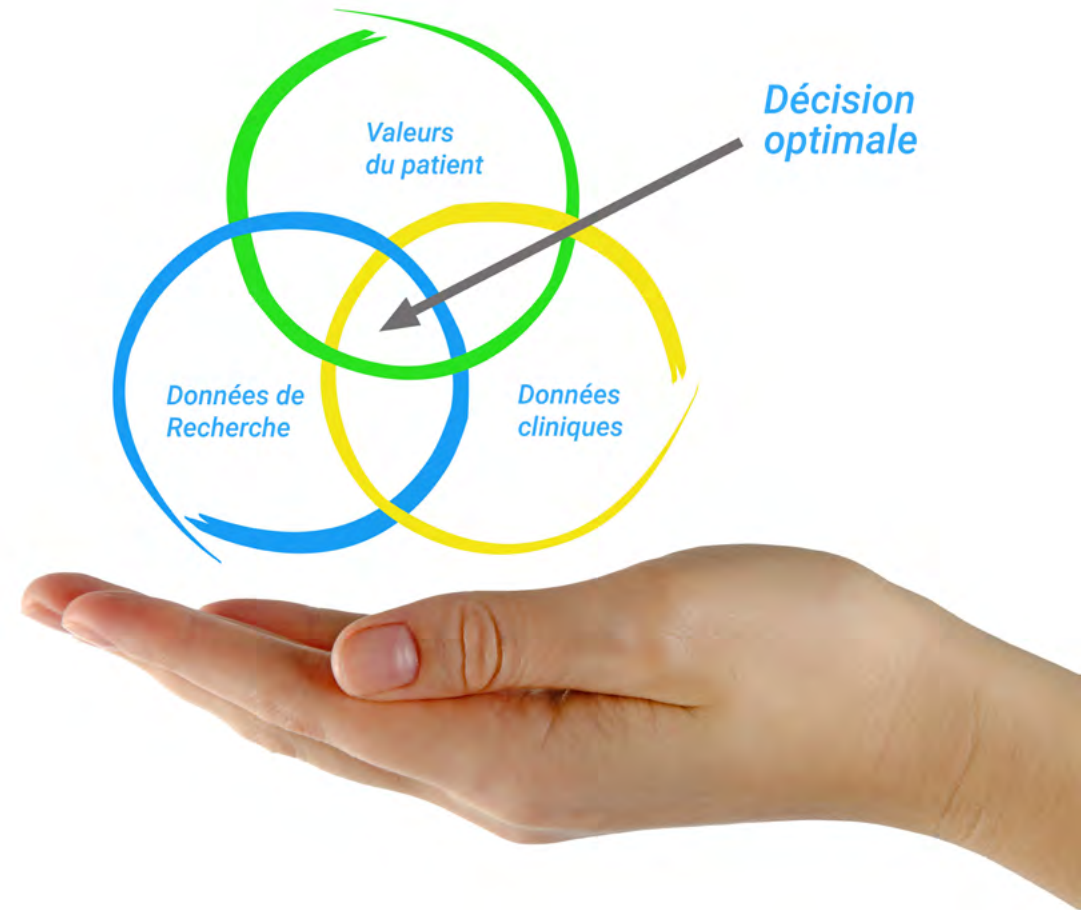 Décision
optimale
Valeurs
du patient
Données de
Recherche
Données
cliniques